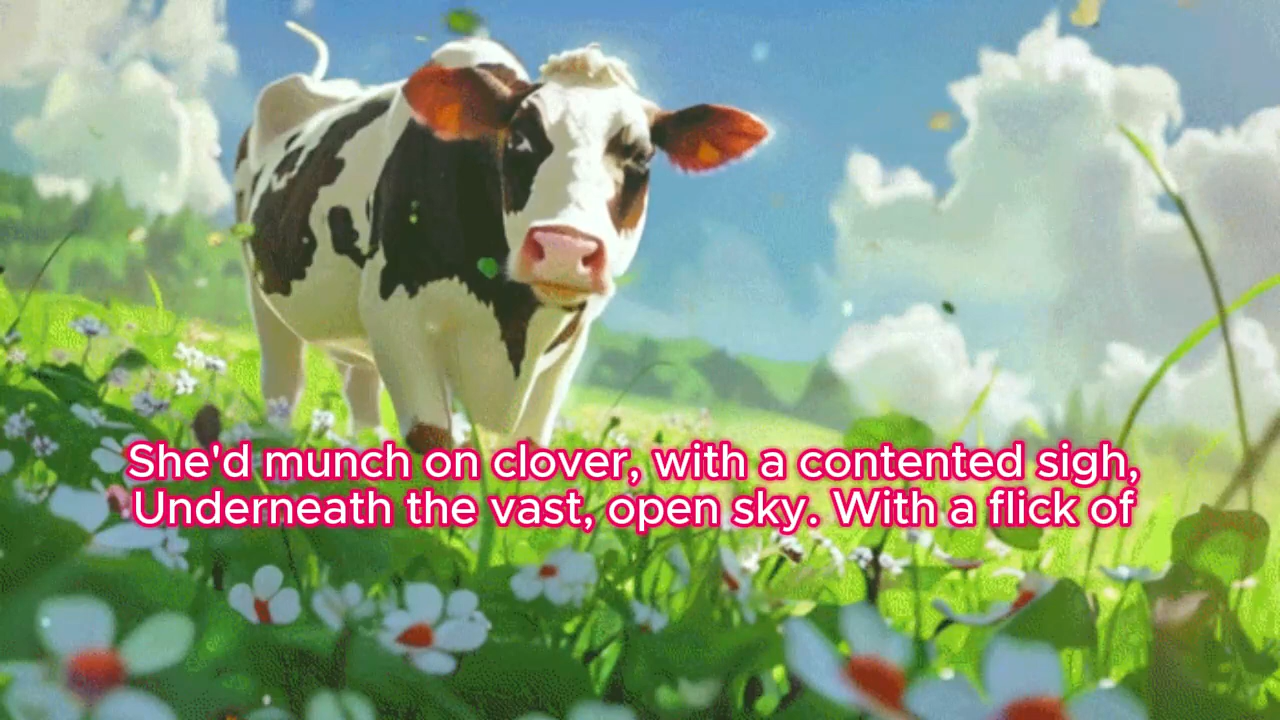 She'd munch on clover, with a contented sigh,
Underneath the vast, open sky. With a flick of